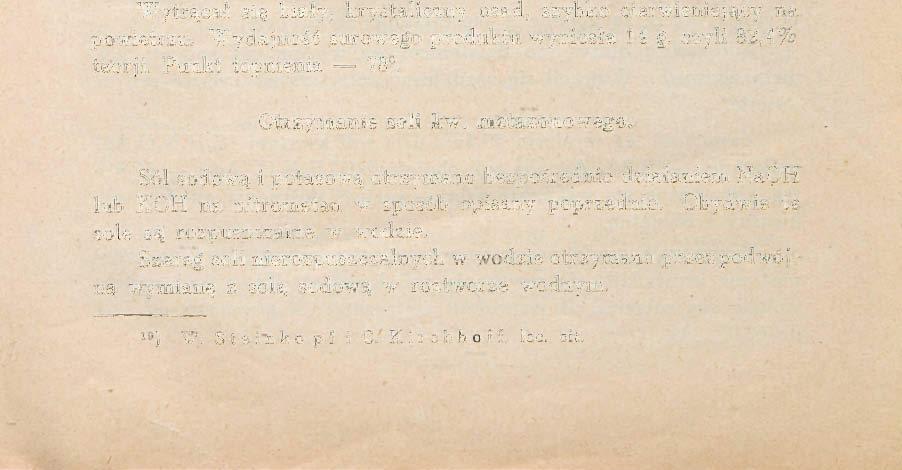 Wytrącał się biały, krystaliczny osad, szybko czerwieniejący na
powietrzu. Wydajność surowego produktu wyniosła 14 g, czyli 82,4%
teorji. Punkt topnienia — 78°.
Otrzymanie soli kw. metazonowego.
Sól sodową i potasową otrzymano bezpośrednio działaniem NaOH
lub KOH na nitrometan w sposób opisany poprzednio. Obydwie te
sole są rozpuszczalne w wodzie.
Szereg soli nierozpuszczalnych w wodzie otrzymano przez podwój-
ną wymianę z solą sodową w roztworze wodnym.
¹⁹) W. Steinkopf i G. Kirchhoff. loc. cit.